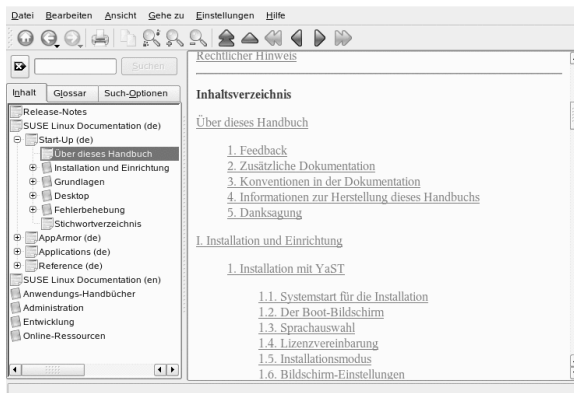 Datei Bearbeiten Ansicht Gehe zu Einstellungen Hilfe
Suchen
Inhalt Glossar Such-Optionen
Release-Notes
SUSE Linux Documentation (de)
Start-Up (de)
Über dieses Handbuch
Installation und Einrichtung
Grundlagen
Desktop
Fehlerbehebung
Stichwortverzeichnis
AppArmor (de)
Applications (de)
Reference (de)
SUSE Linux Documentation (en)
Anwendungs-Handbücher
Administration
Entwicklung
Online-Ressourcen
Rechtlicher Hinweis
Inhaltsverzeichnis
Über dieses Handbuch
1. Feedback
2. Zusätzliche Dokumentation
3. Konventionen in der Dokumentation
4. Informationen zur Herstellung dieses Handbuchs
5. Danksagung
I. Installation und Einrichtung
1. Installation mit YaST
1.1. Systemstart für die Installation
1.2. Der Boot-Bildschirm
1.3. Sprachauswahl
1.4. Lizenzvereinbarung
1.5. Installationsmodus
1.6. Bildschirm-Einstellungen